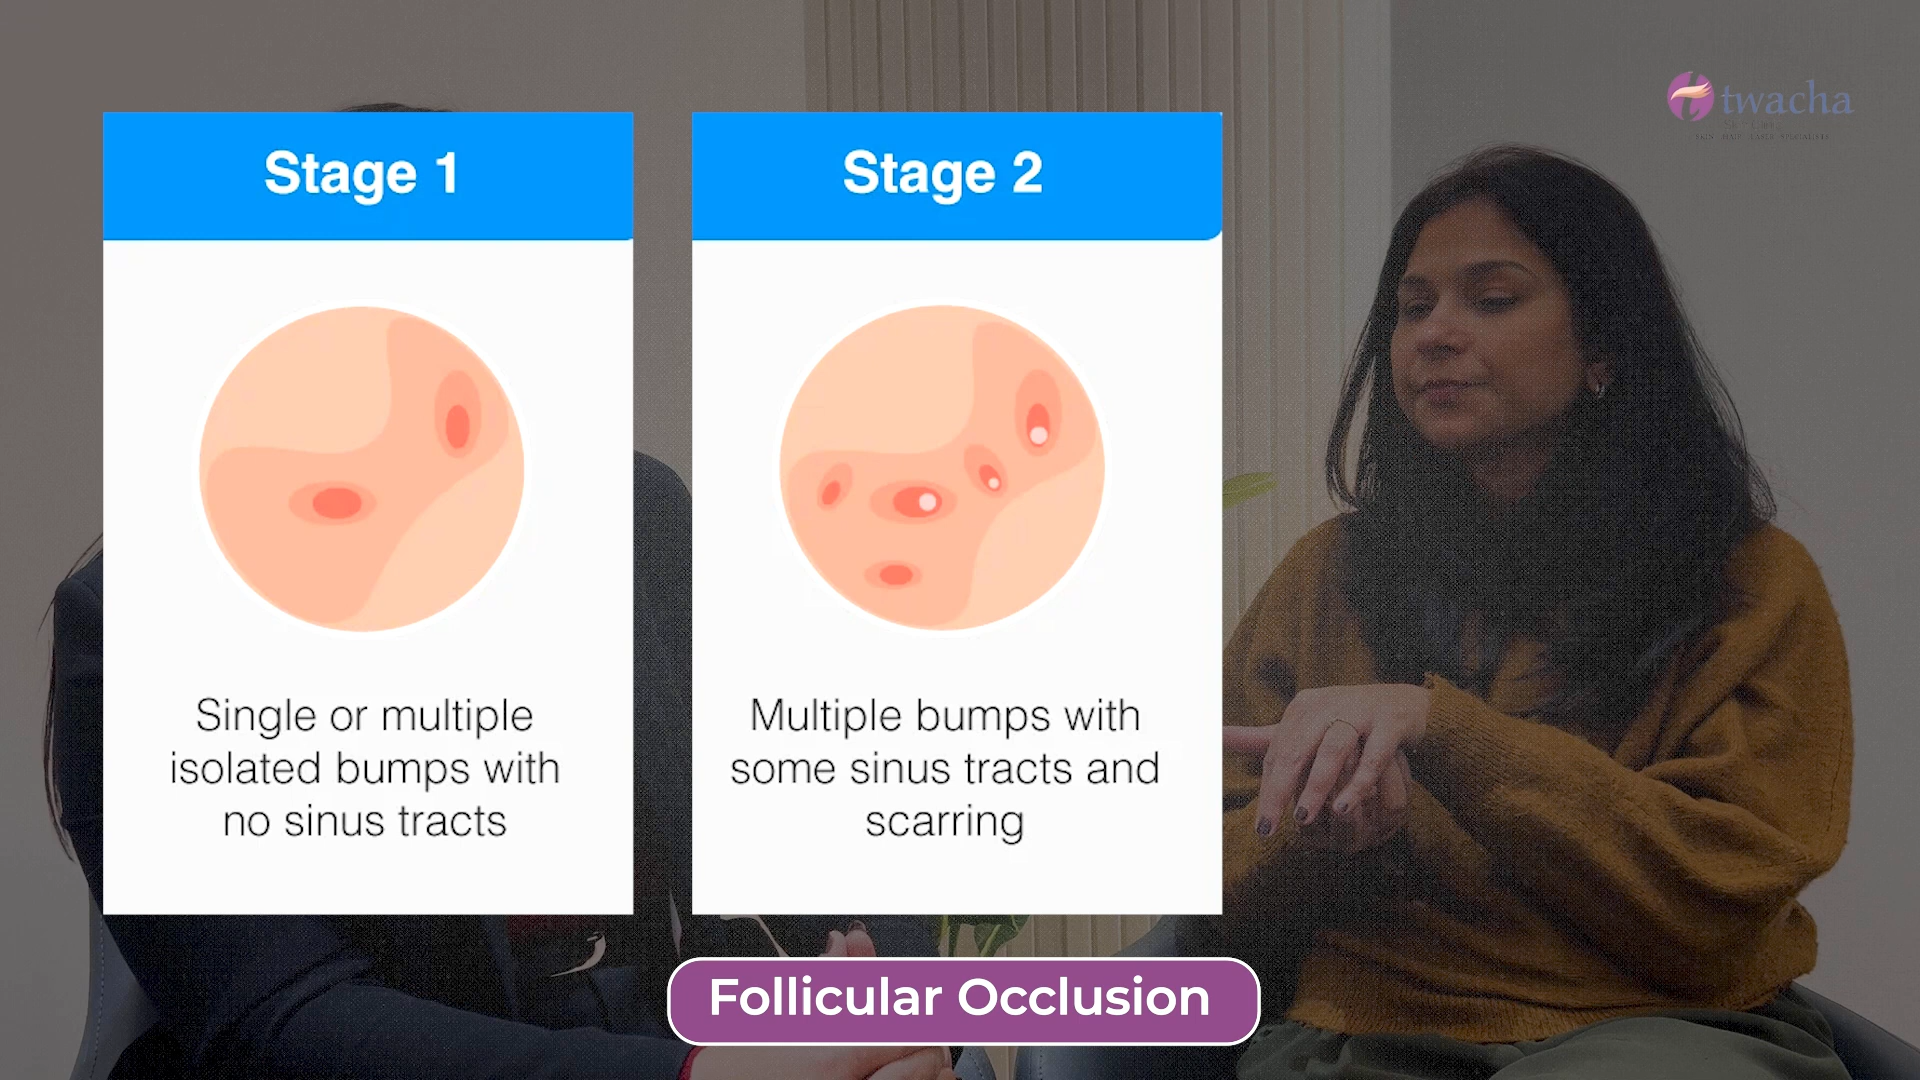 twacha
Stage 1
Single or multiple
isolated bumps with
no sinus tracts
Stage 2
Multiple bumps with
some sinus tracts and
scarring
Follicular Occlusion